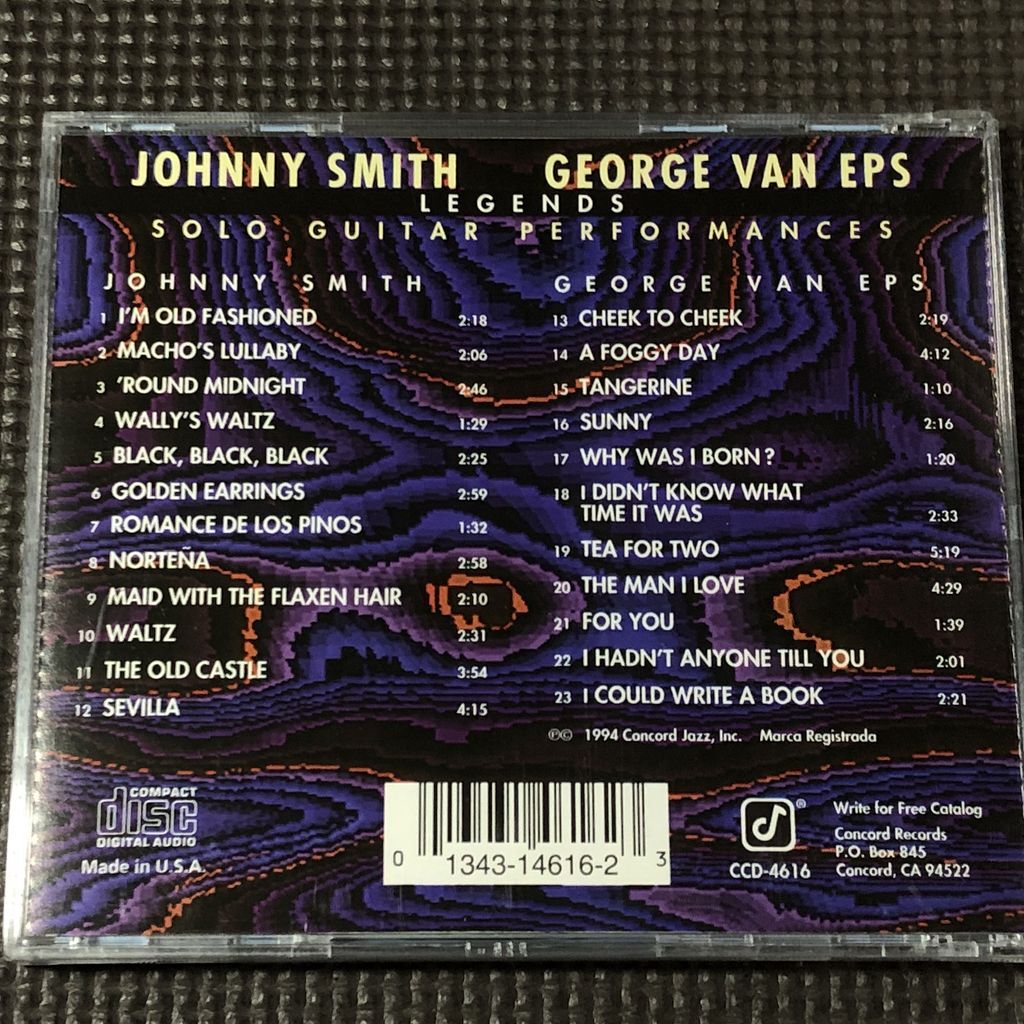 JOHNNY SMITH GEORGE VAN EPS
LEGENDS
SOLO GUITAR PERFORMANCES
JOHNNY SMITH
1 I'M OLD FASHIONED 2:18
2 MACHO'S LULLABY 2:06
3 'ROUND MIDNIGHT 2:46
4 WALLY'S WALTZ 1:29
5 BLACK, BLACK, BLACK 2:25
6 GOLDEN EARRINGS 2:59
7 ROMANCE DE LOS PINOS 1:32
8 NORTEÑA 2:58
9 MAID WITH THE FLAXEN HAIR 2:10
10 WALTZ 2:31
11 THE OLD CASTLE 3:54
12 SEVILLA 4:15
GEORGE VAN EPS
13 CHEEK TO CHEEK 2:19
14 A FOGGY DAY 4:12
15 TANGERINE 1:10
16 SUNNY 2:16
17 WHY WAS I BORN? 1:20
18 I DIDN'T KNOW WHAT
TIME IT WAS 2:33
19 TEA FOR TWO 5:19
20 THE MAN I LOVE 4:29
21 FOR YOU 1:39
22 I HADN'T ANYONE TILL YOU 2:01
23 I COULD WRITE A BOOK 2:21
℗© 1994 Concord Jazz, Inc. Marca Registrada
COMPACT
disc
DIGITAL AUDIO
Made in U.S.A.
0 1343-14616-2 3
®
CCD-4616
Write for Free Catalog
Concord Records
P.O. Box 845
Concord, CA 94522